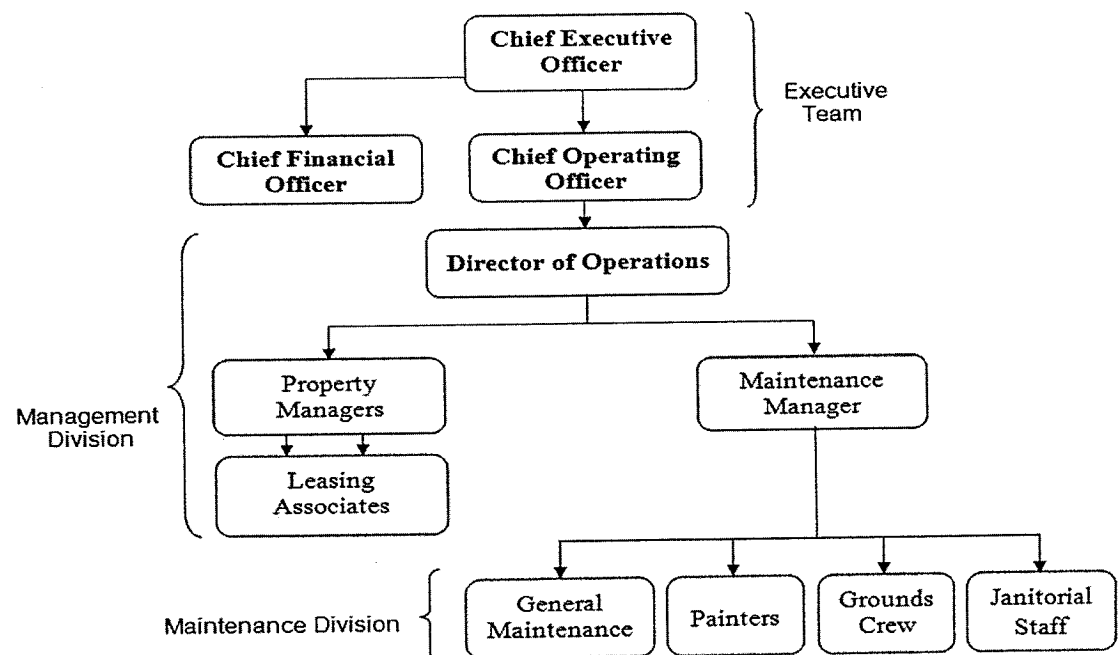 Chief Executive
Officer
Executive
Team
Chief Financial
Officer
Chief Operating
Officer
Director of Operations
Property
Managers
Maintenance
Manager
Management
Division
Leasing
Associates
Maintenance Division
General
Maintenance
Painters
Grounds
Crew
Janitorial
Staff